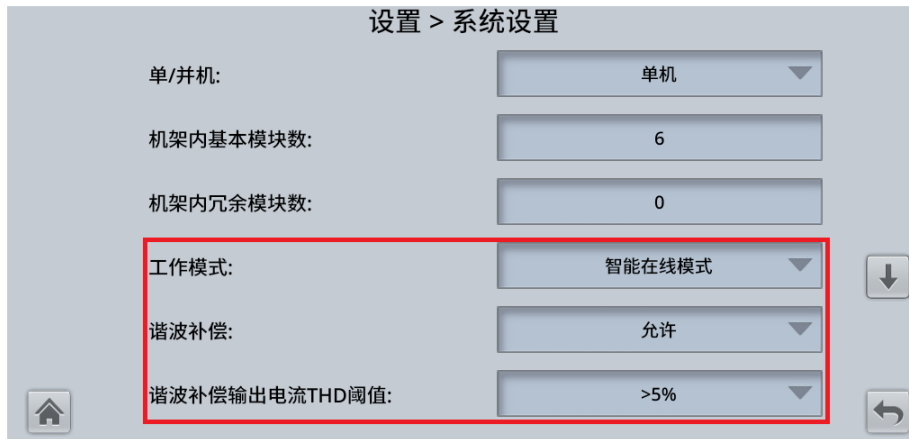 设置 > 系统设置
单/并机: 单机
机架内基本模块数: 6
机架内冗余模块数: 0
工作模式: 智能在线模式
谐波补偿: 允许
谐波补偿输出电流THD阈值: >5%